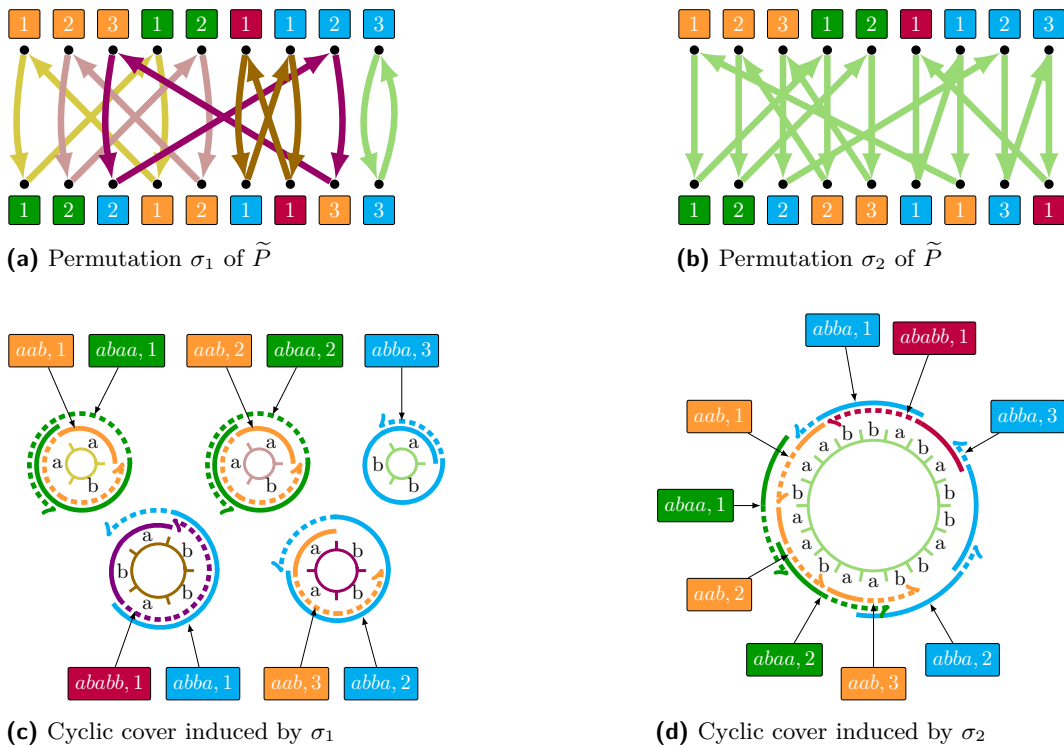 1 2 3 1 2 1 1 2 3
1 2 2 1 2 1 1 3 3
(a) Permutation σ₁ of P̃
1 2 3 1 2 1 1 2 3
1 2 2 2 3 1 1 3 1
(b) Permutation σ₂ of P̃
aab, 1 abaa, 1 aab, 2 abaa, 2 abba, 3
a
a
b
a
a
b
b
b
a
b
b
a
b
a
b
a
b
ababb, 1 abba, 1 aab, 3 abba, 2
(c) Cyclic cover induced by σ₁
abba, 1 ababb, 1
aab, 1 abba, 3
abaa, 1
aab, 2
b b a
a b
a a
b b
a b
a a
b b
a a
abaa, 2 aab, 3 abba, 2
(d) Cyclic cover induced by σ₂